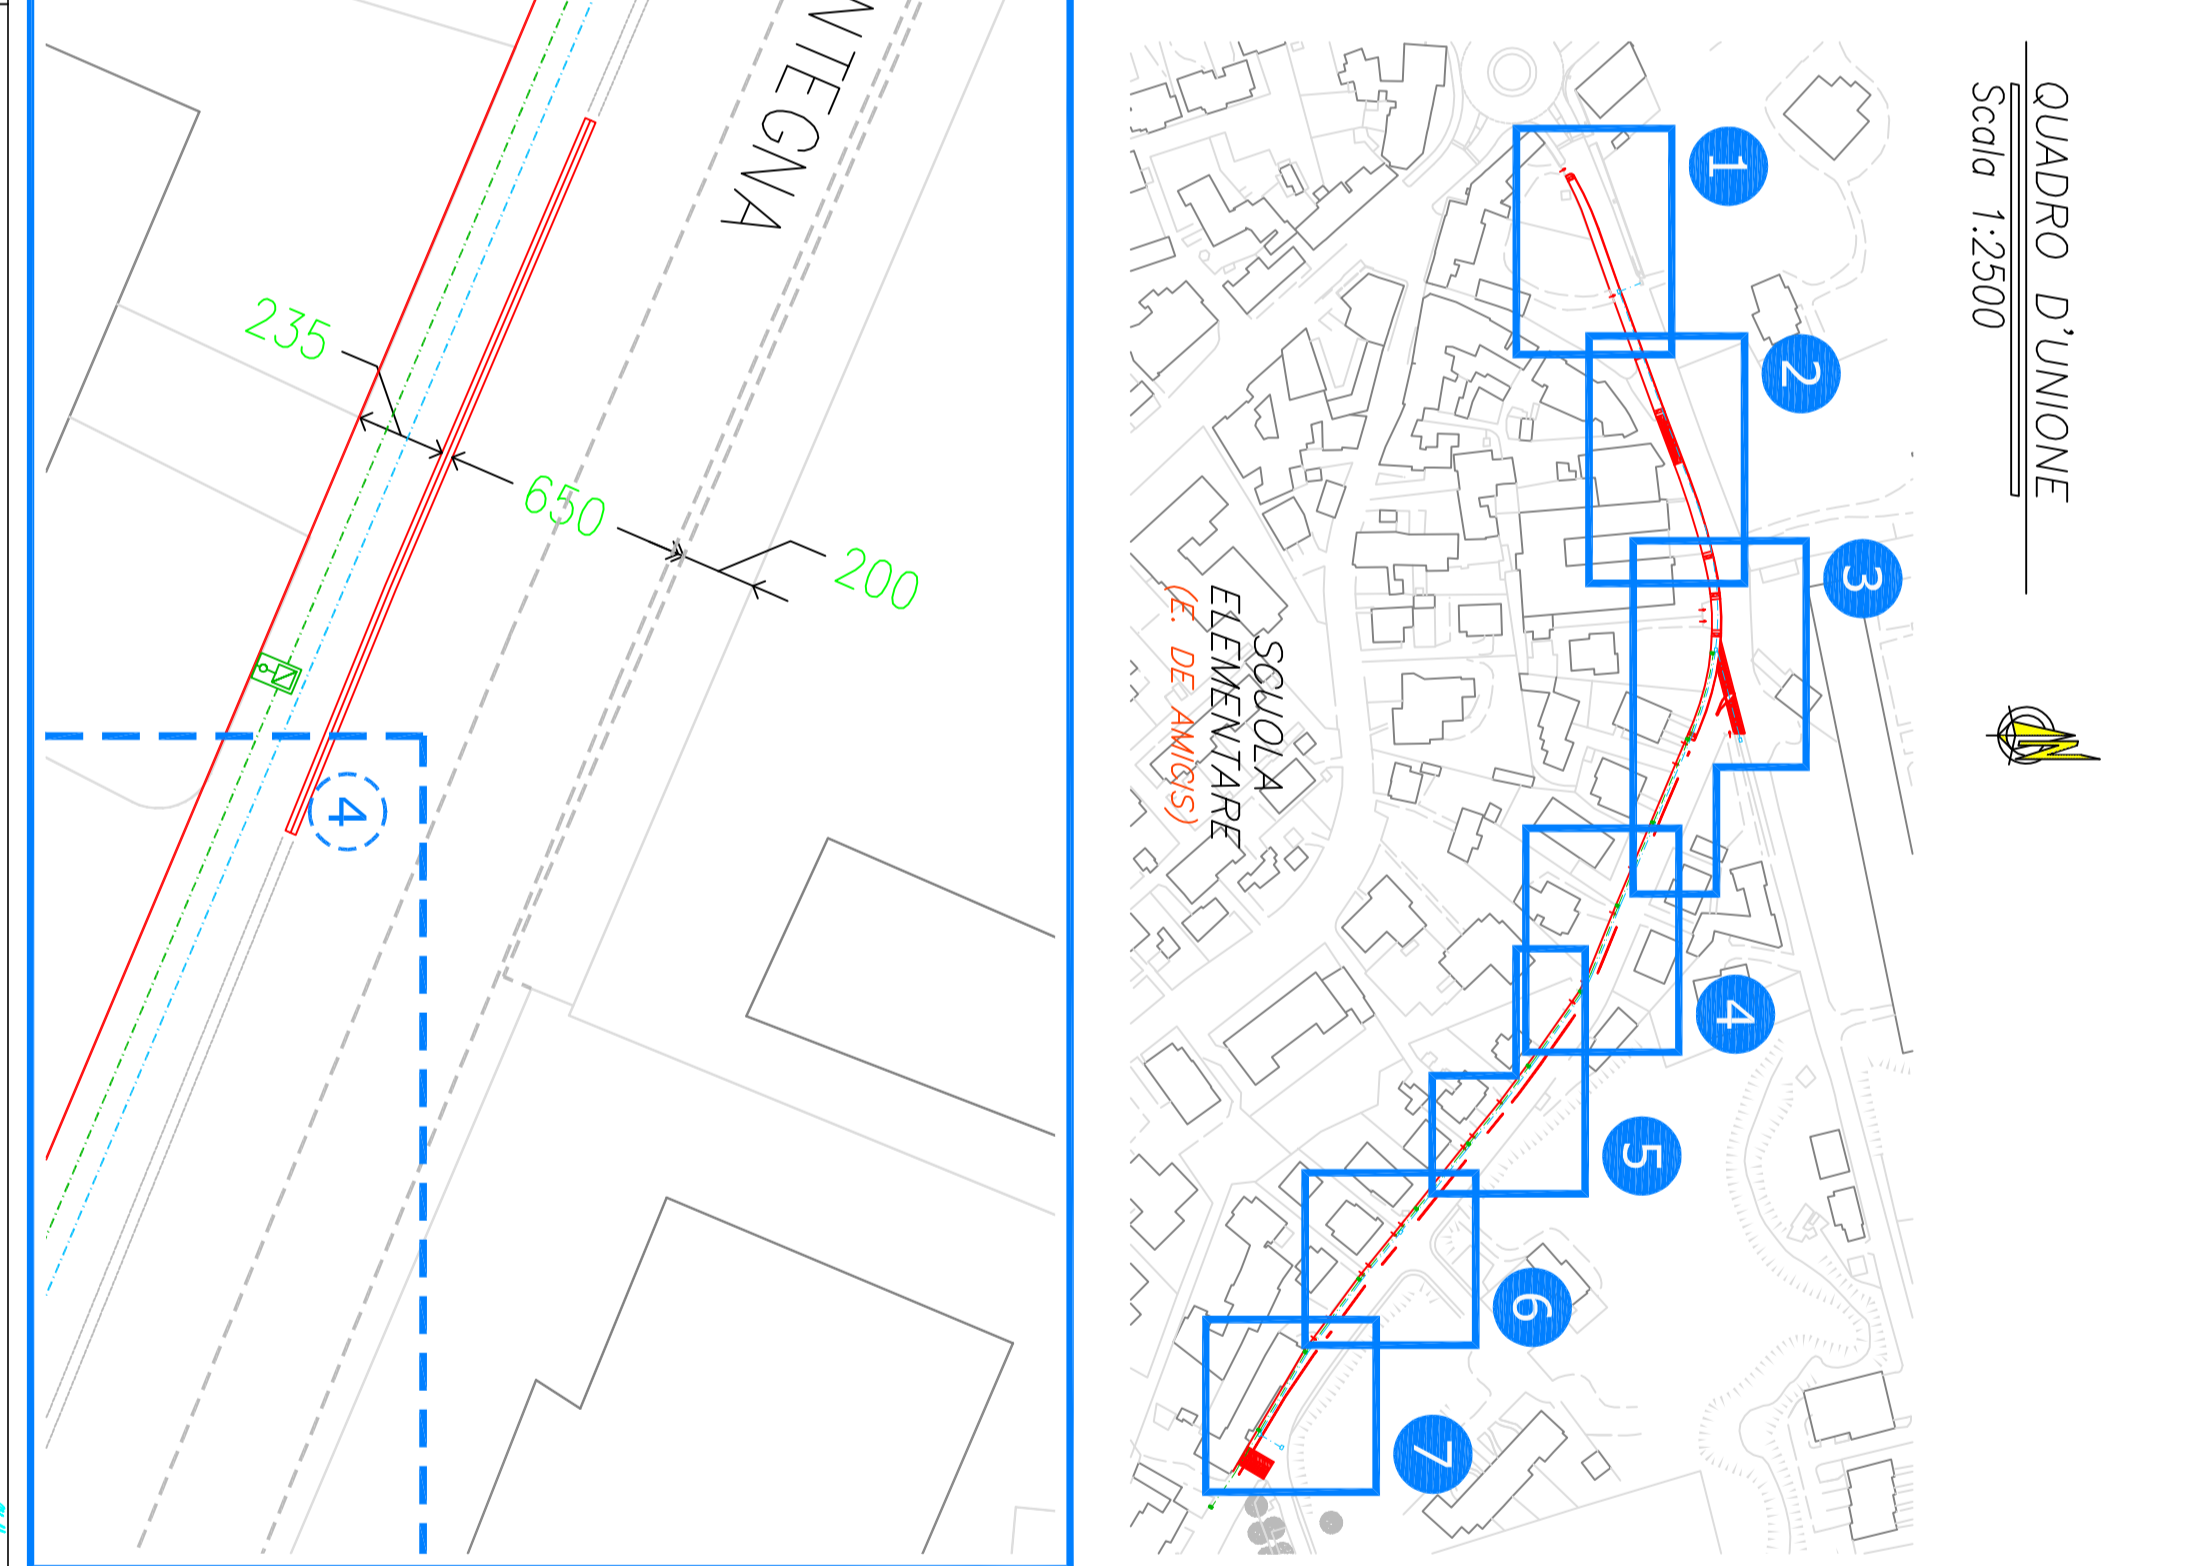 QUADRO D'UNIONE
Scala 1:2500
1
2
3
4
5
6
7
SCUOLA
ELEMENTARE
(E. DE AMICIS)
NTEGNA
235
650
200
4